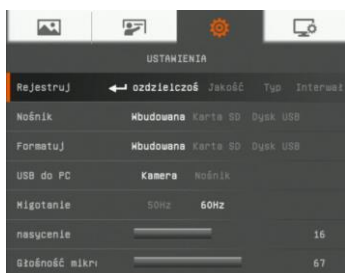 USTAWIENIA
Rejestruj ozdzielczoś Jakość Typ Interwał
Nośnik Wbudowana Karta SD Dysk USB
Formatuj Wbudowana Karta SD Dysk USB
USB do PC Kamera Nośnik
Migotanie 50Hz 60Hz
nasycenie 16
Głośność mikr 67